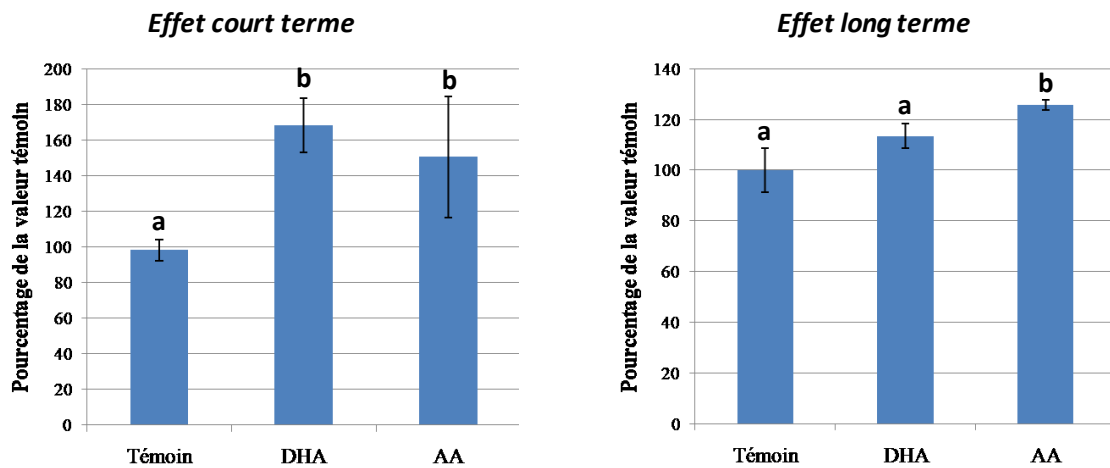 Effet court terme
Pourcentage de la valeur témoin
200
180
160
140
120
100
80
60
40
20
0
a
b
b
Témoin
DHA
AA
Effet long terme
Pourcentage de la valeur témoin
140
120
100
80
60
40
20
0
a
a
b
Témoin
DHA
AA